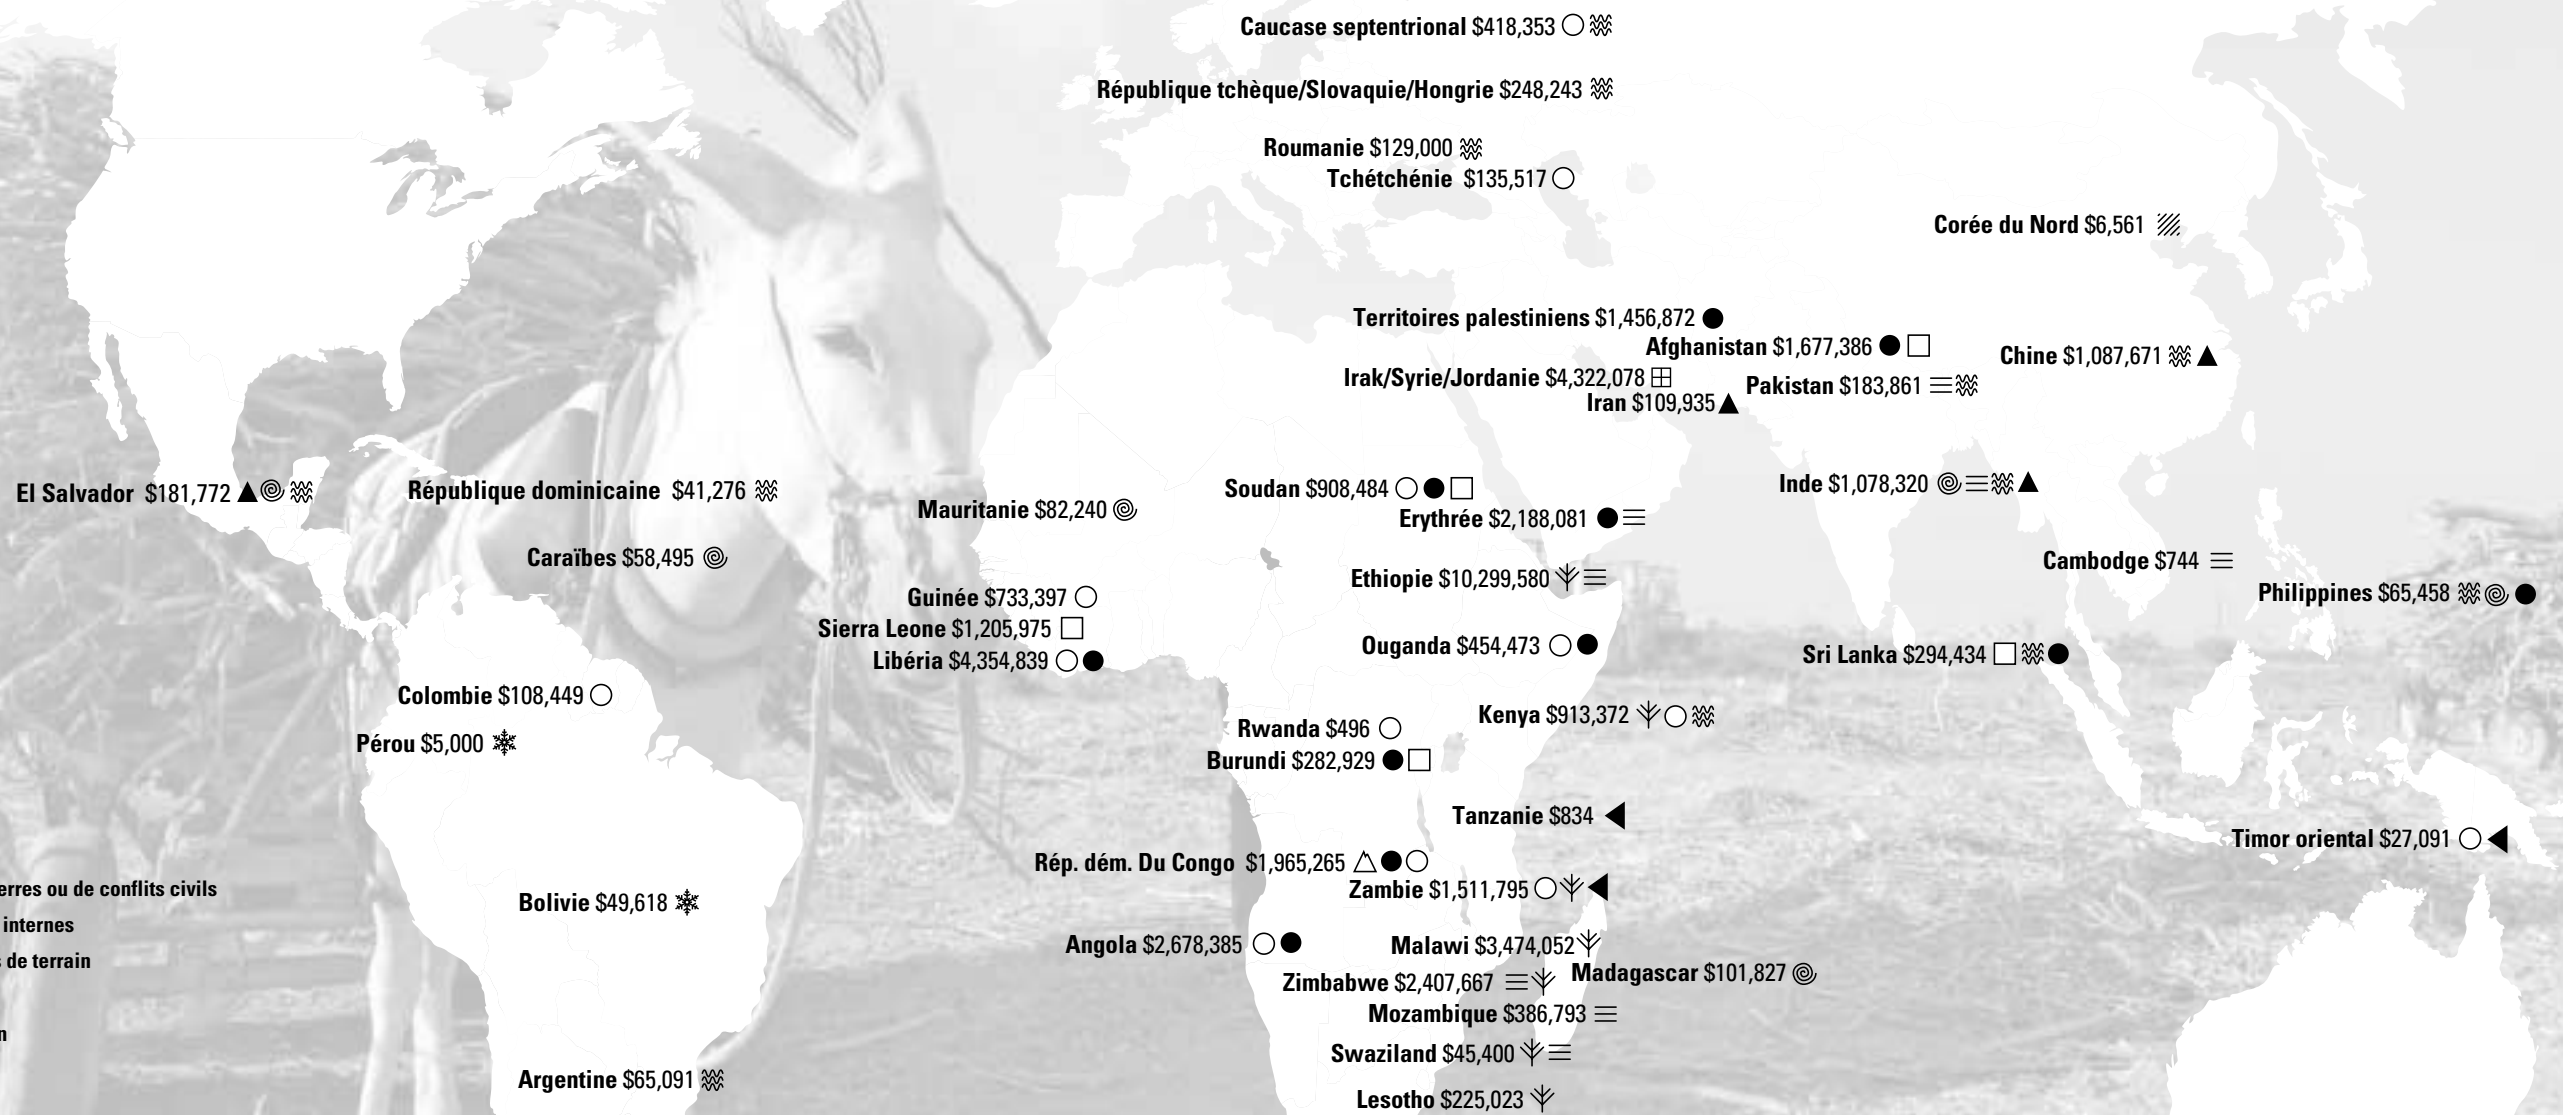 Caucase septentrional $418,353
République tchèque/Slovaquie/Hongrie $248,243
Roumanie $129,000
Tchétchénie $135,517
Corée du Nord $6,561
Territoires palestiniens $1,456,872
Afghanistan $1,677,386
Chine $1,087,671
Irak/Syrie/Jordanie $4,322,078
Pakistan $183,861
Iran $109,935
El Salvador $181,772
République dominicaine $41,276
Mauritanie $82,240
Soudan $908,484
Inde $1,078,320
Erythrée $2,188,081
Caraïbes $58,495
Cambodge $744
Ethiopie $10,299,580
Philippines $65,458
Guinée $733,397
Sierra Leone $1,205,975
Ouganda $454,473
Libéria $4,354,839
Sri Lanka $294,434
Colombie $108,449
Kenya $913,372
Rwanda $496
Pérou $5,000
Burundi $282,929
Tanzanie $834
Timor oriental $27,091
Rép. dém. Du Congo $1,965,265
Zambie $1,511,795
erres ou de conflits civils
Bolivie $49,618
internes
Angola $2,678,385
Malawi $3,474,052
s de terrain
Madagascar $101,827
Zimbabwe $2,407,667
Mozambique $386,793
n
Swaziland $45,400
Argentine $65,091
Lesotho $225,023